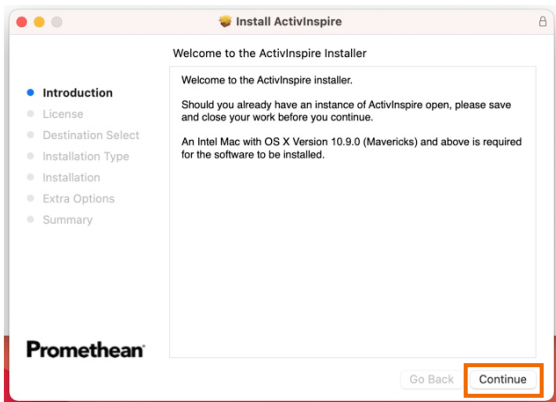 Install ActivInspire
Welcome to the ActivInspire Installer
Introduction
License
Destination Select
Installation Type
Installation
Extra Options
Summary
Welcome to the ActivInspire installer.
Should you already have an instance of ActivInspire open, please save
and close your work before you continue.
An Intel Mac with OS X Version 10.9.0 (Mavericks) and above is required
for the software to be installed.
Promethean
Go Back
Continue